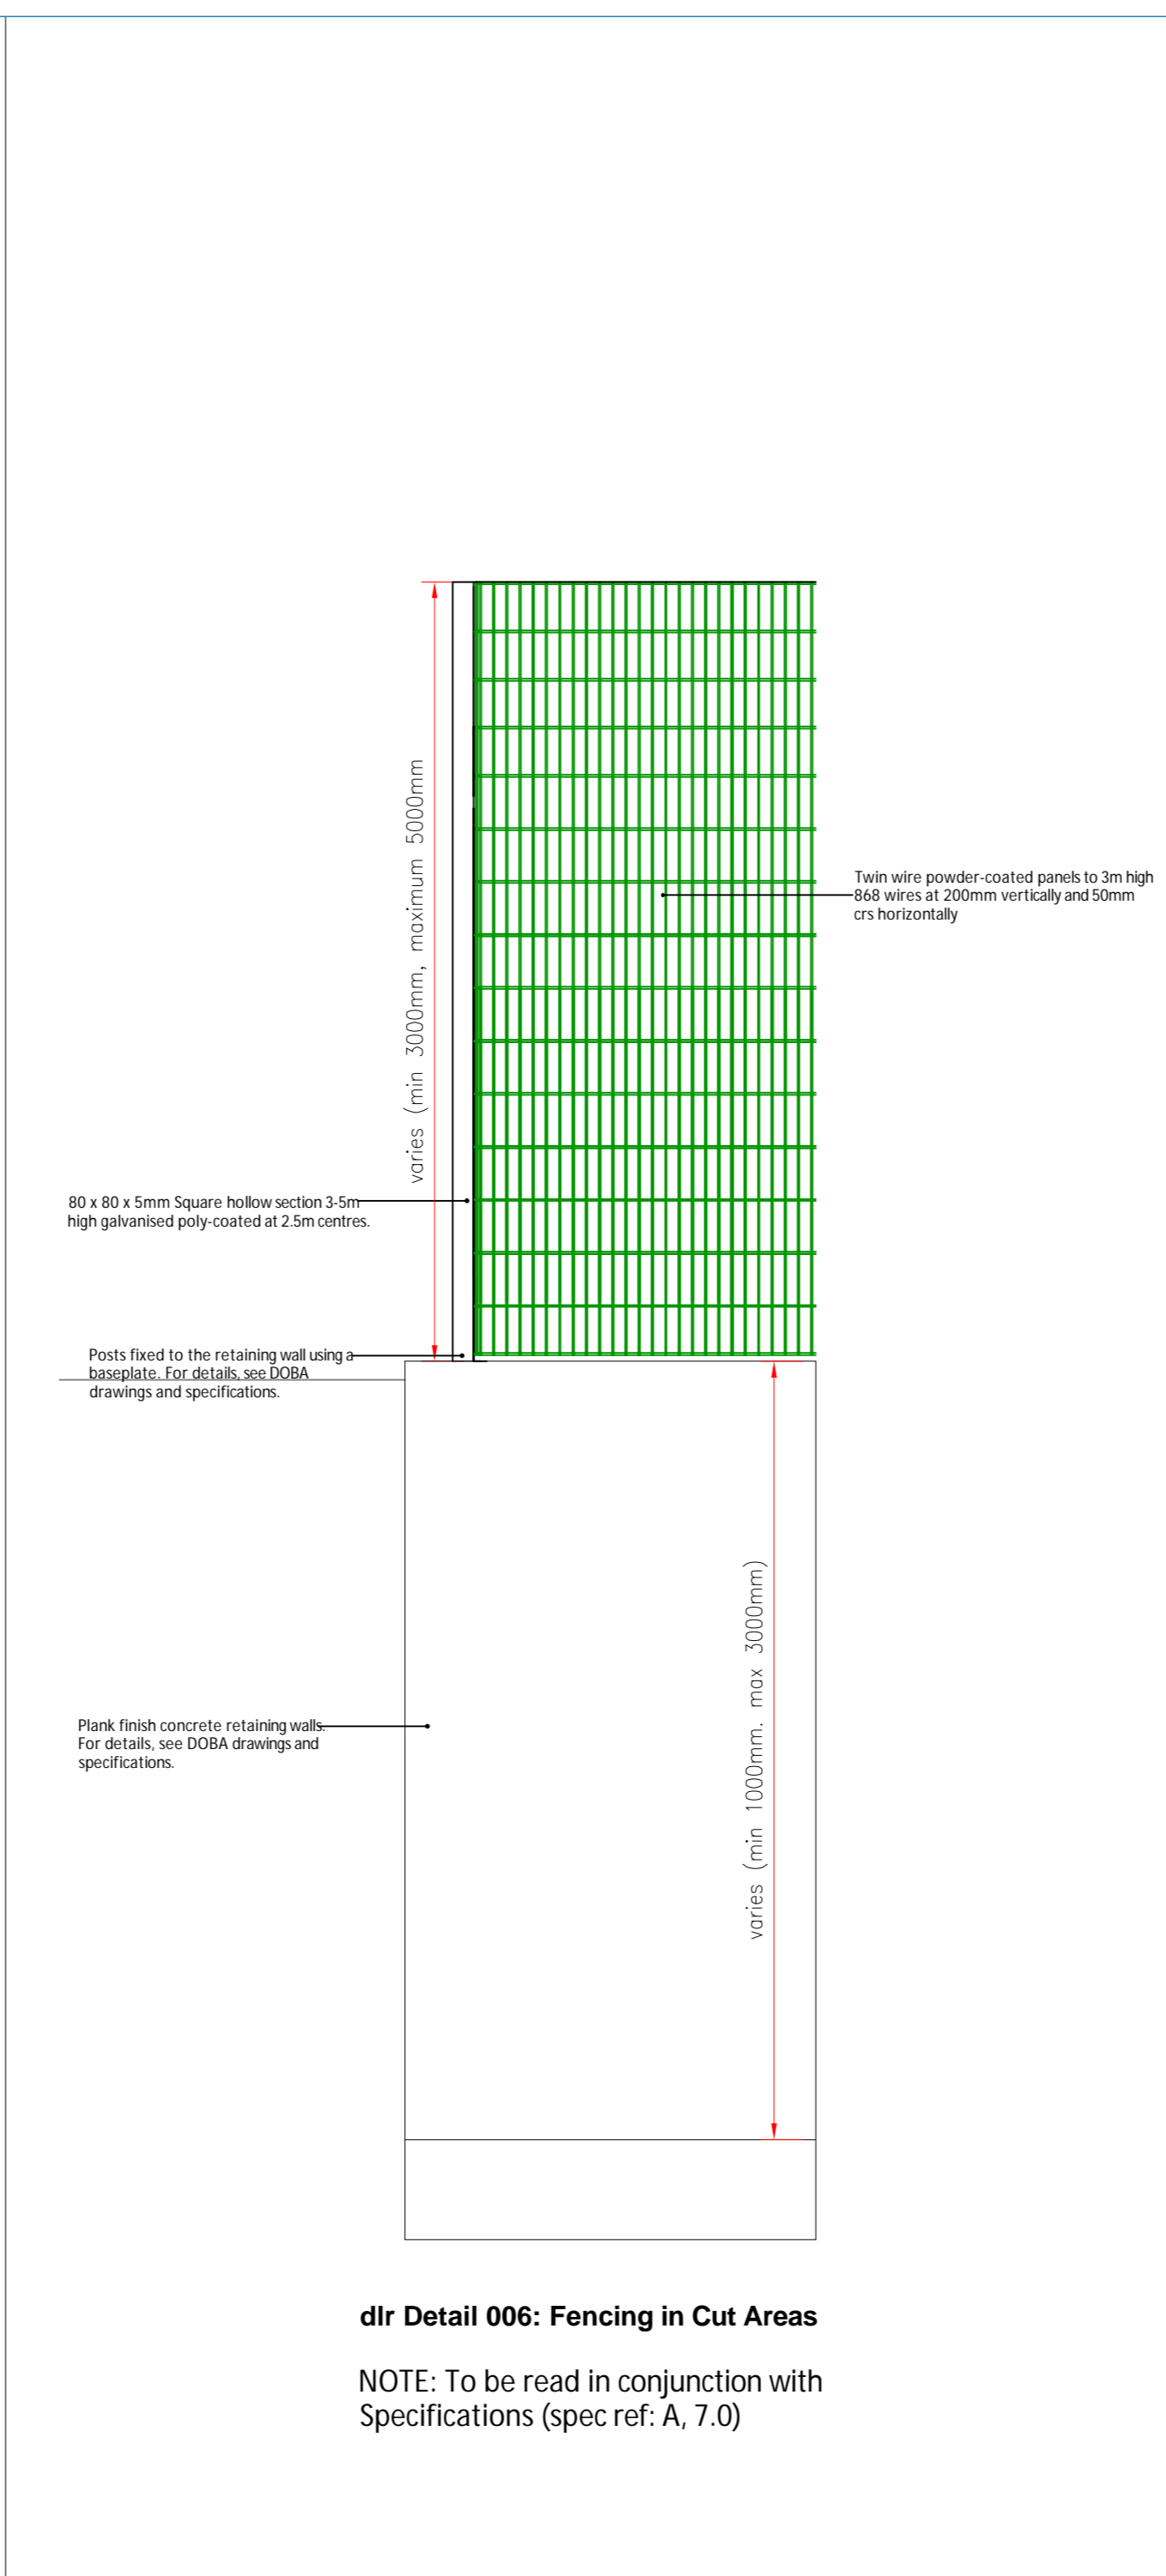 varies (min 3000mm, maximum 5000mm
Twin wire powder-coated panels to 3m high
868 wires at 200mm vertically and 50mm
crs horizontally
80 x 80 x 5mm Square hollow section 3-5m
high galvanised poly-coated at 2.5m centres.
Posts fixed to the retaining wall using a
baseplate. For details, see DOBA
drawings and specifications.
varies (min 1000mm. max 3000mm)
Plank finish concrete retaining walls.
For details, see DOBA drawings and
specifications.
dlr Detail 006: Fencing in Cut Areas
NOTE: To be read in conjunction with
Specifications (spec ref: A, 7.0)